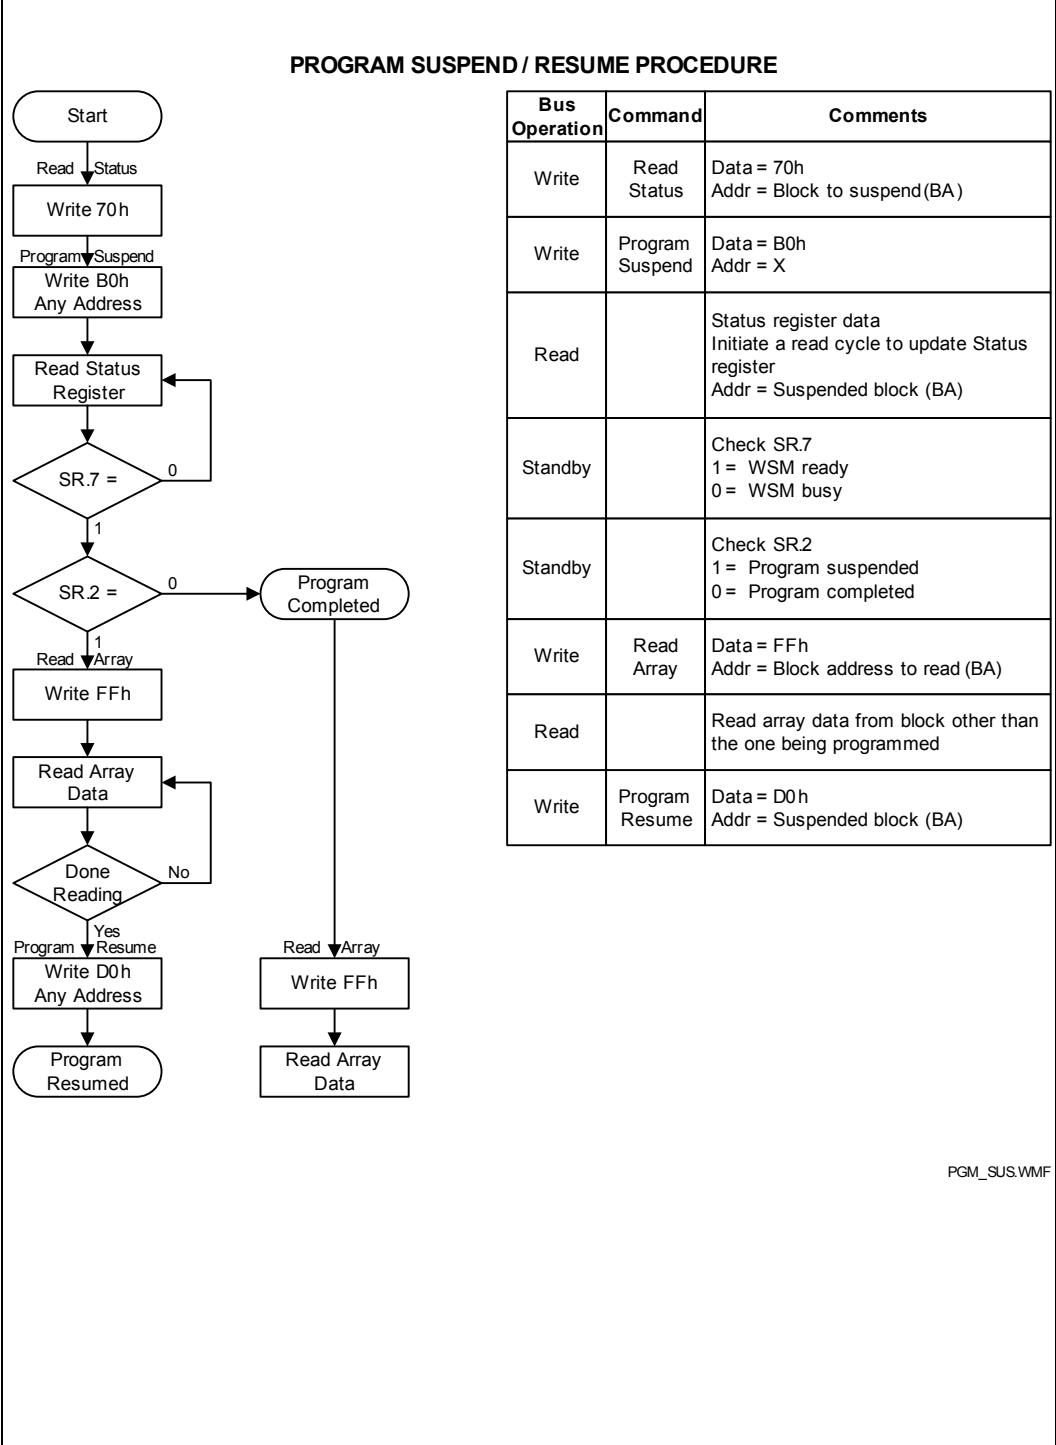 PROGRAM SUSPEND / RESUME PROCEDURE
Start
Read Status
Write 70h
Program Suspend
Write B0h
Any Address
Read Status
Register
SR.7 =
0
1
SR.2 =
0
Program
Completed
1
Read Array
Write FFh
Read Array
Data
Done
Reading
No
Yes
Program Resume
Write D0h
Any Address
Program
Resumed
Read Array
Write FFh
Read Array
Data
Bus
Operation
Command
Comments
Write
Read
Status
Data = 70h
Addr = Block to suspend (BA)
Write
Program
Suspend
Data = B0h
Addr = X
Read
Status register data
Initiate a read cycle to update Status
register
Addr = Suspended block (BA)
Standby
Check SR.7
1 = WSM ready
0 = WSM busy
Standby
Check SR.2
1 = Program suspended
0 = Program completed
Write
Read
Array
Data = FFh
Addr = Block address to read (BA)
Read
Read array data from block other than
the one being programmed
Write
Program
Resume
Data = D0h
Addr = Suspended block (BA)
PGM_SUS.WMF